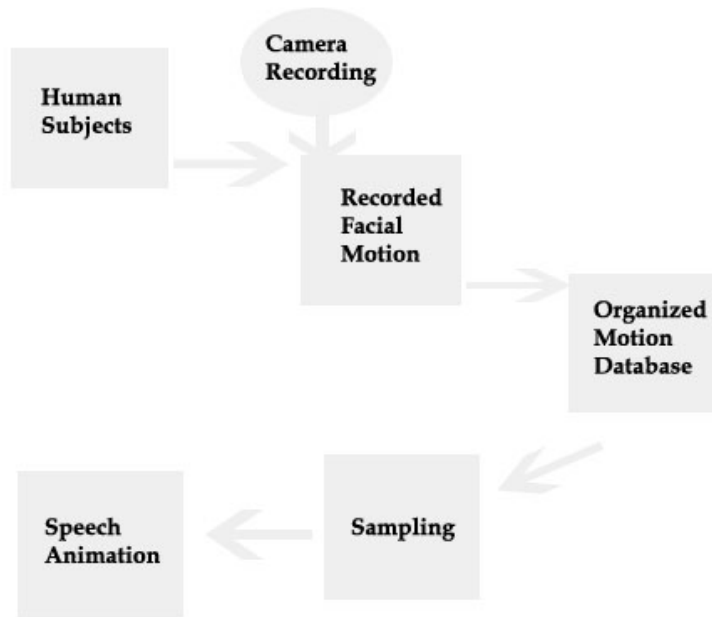 Camera
Recording
Human
Subjects
Recorded
Facial
Motion
Organized
Motion
Database
Sampling
Speech
Animation